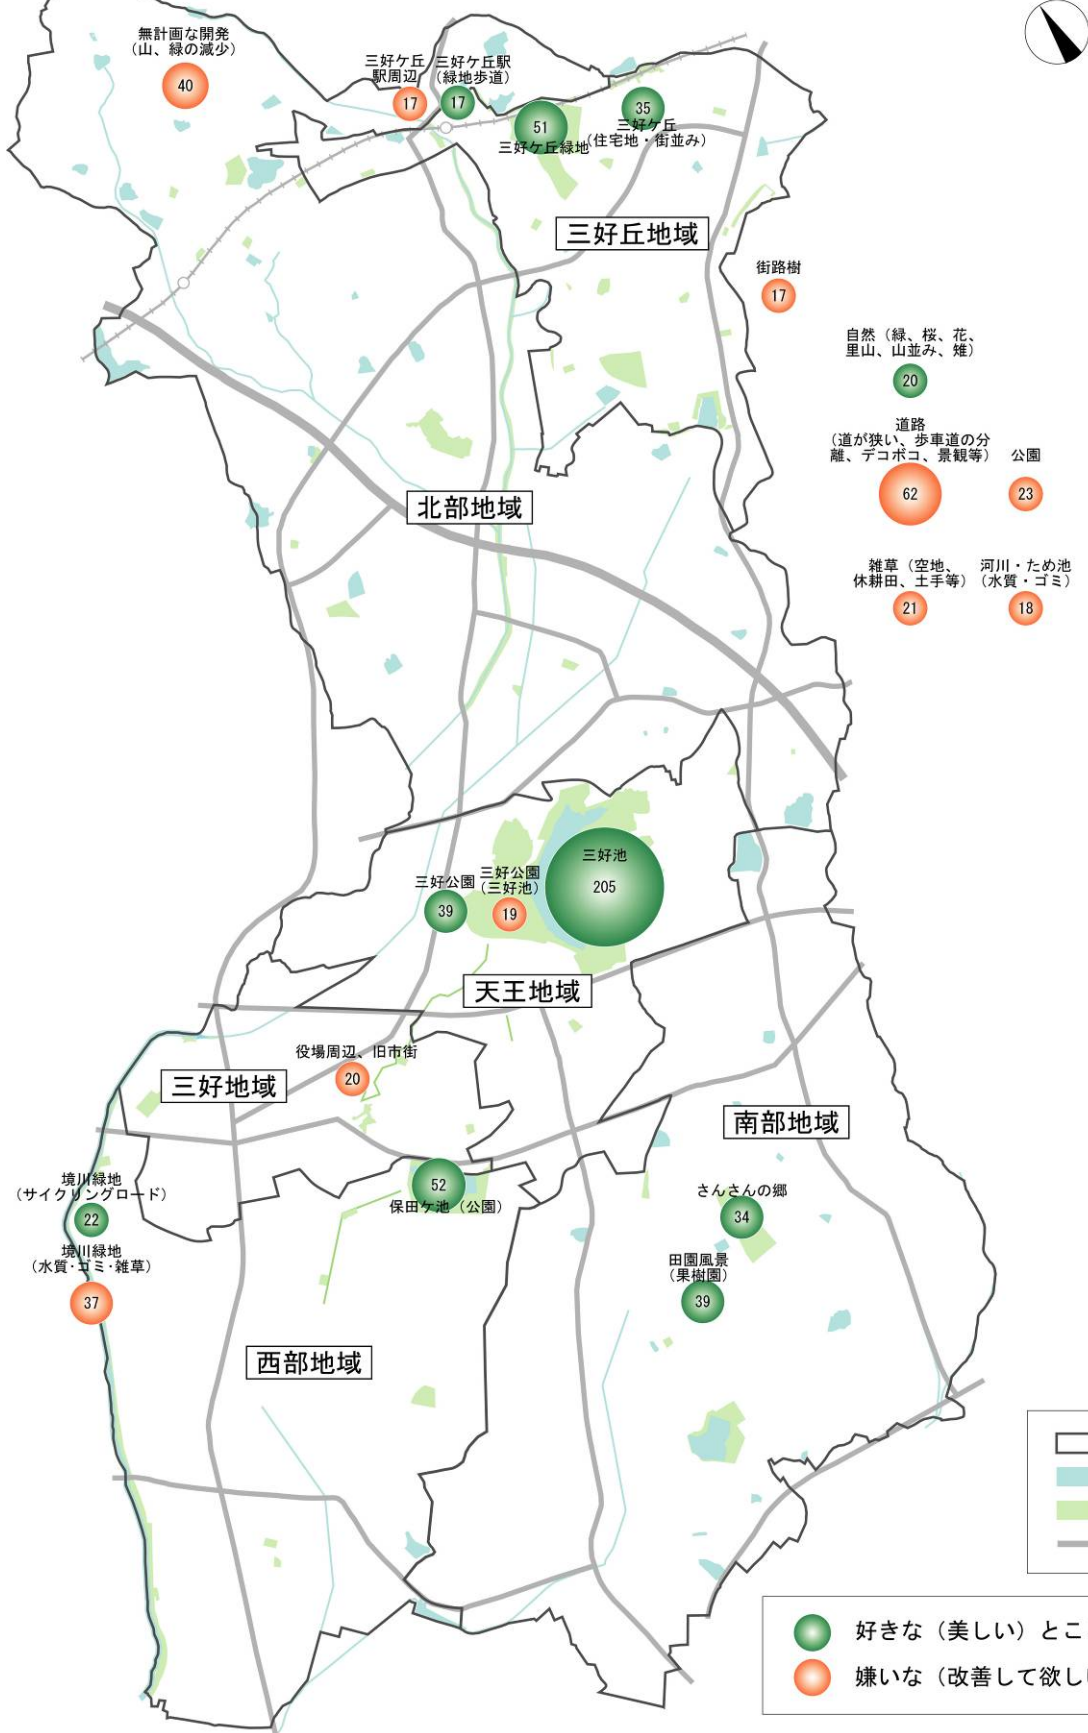 無計画な開発
(山、緑の減少)
40
三好ケ丘
駅周辺
17
三好ケ丘駅
(緑地歩道)
17
51
三好ケ丘緑地
35
三好ケ丘
(住宅地・街並み)
三好丘地域
街路樹
17
自然(緑、桜、花、
里山、山並み、雉)
20
道路
(道が狭い、歩車道の分
離、デコボコ、景観等)
62
公園
23
雑草(空地、
休耕田、土手等)
21
河川・ため池
(水質・ゴミ)
18
北部地域
三好池
205
三好公園
39
三好公園
(三好池)
19
天王地域
役場周辺、旧市街
20
三好地域
南部地域
境川緑地
(サイクリングロード)
22
境川緑地
(水質・ゴミ・雑草)
37
52
保田ケ池(公園)
さんさんの郷
34
田園風景
(果樹園)
39
西部地域
好きな(美しい)とこ
嫌いな(改善して欲し